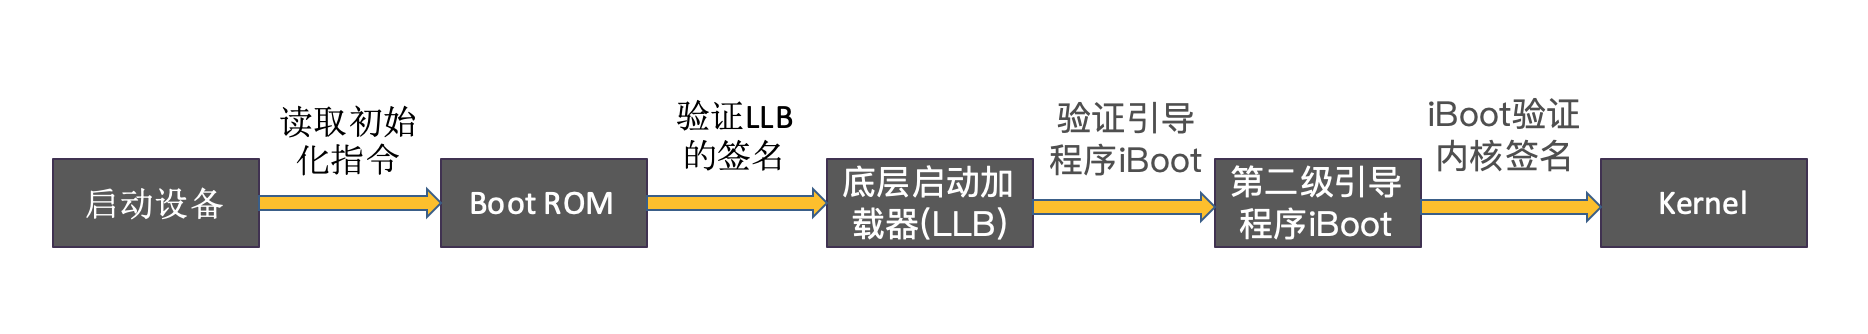 启动设备
读取初始
化指令
Boot ROM
验证LLB
的签名
底层启动加
载器(LLB)
验证引导
程序iBoot
第二级引导
程序iBoot
iBoot验证
内核签名
Kernel